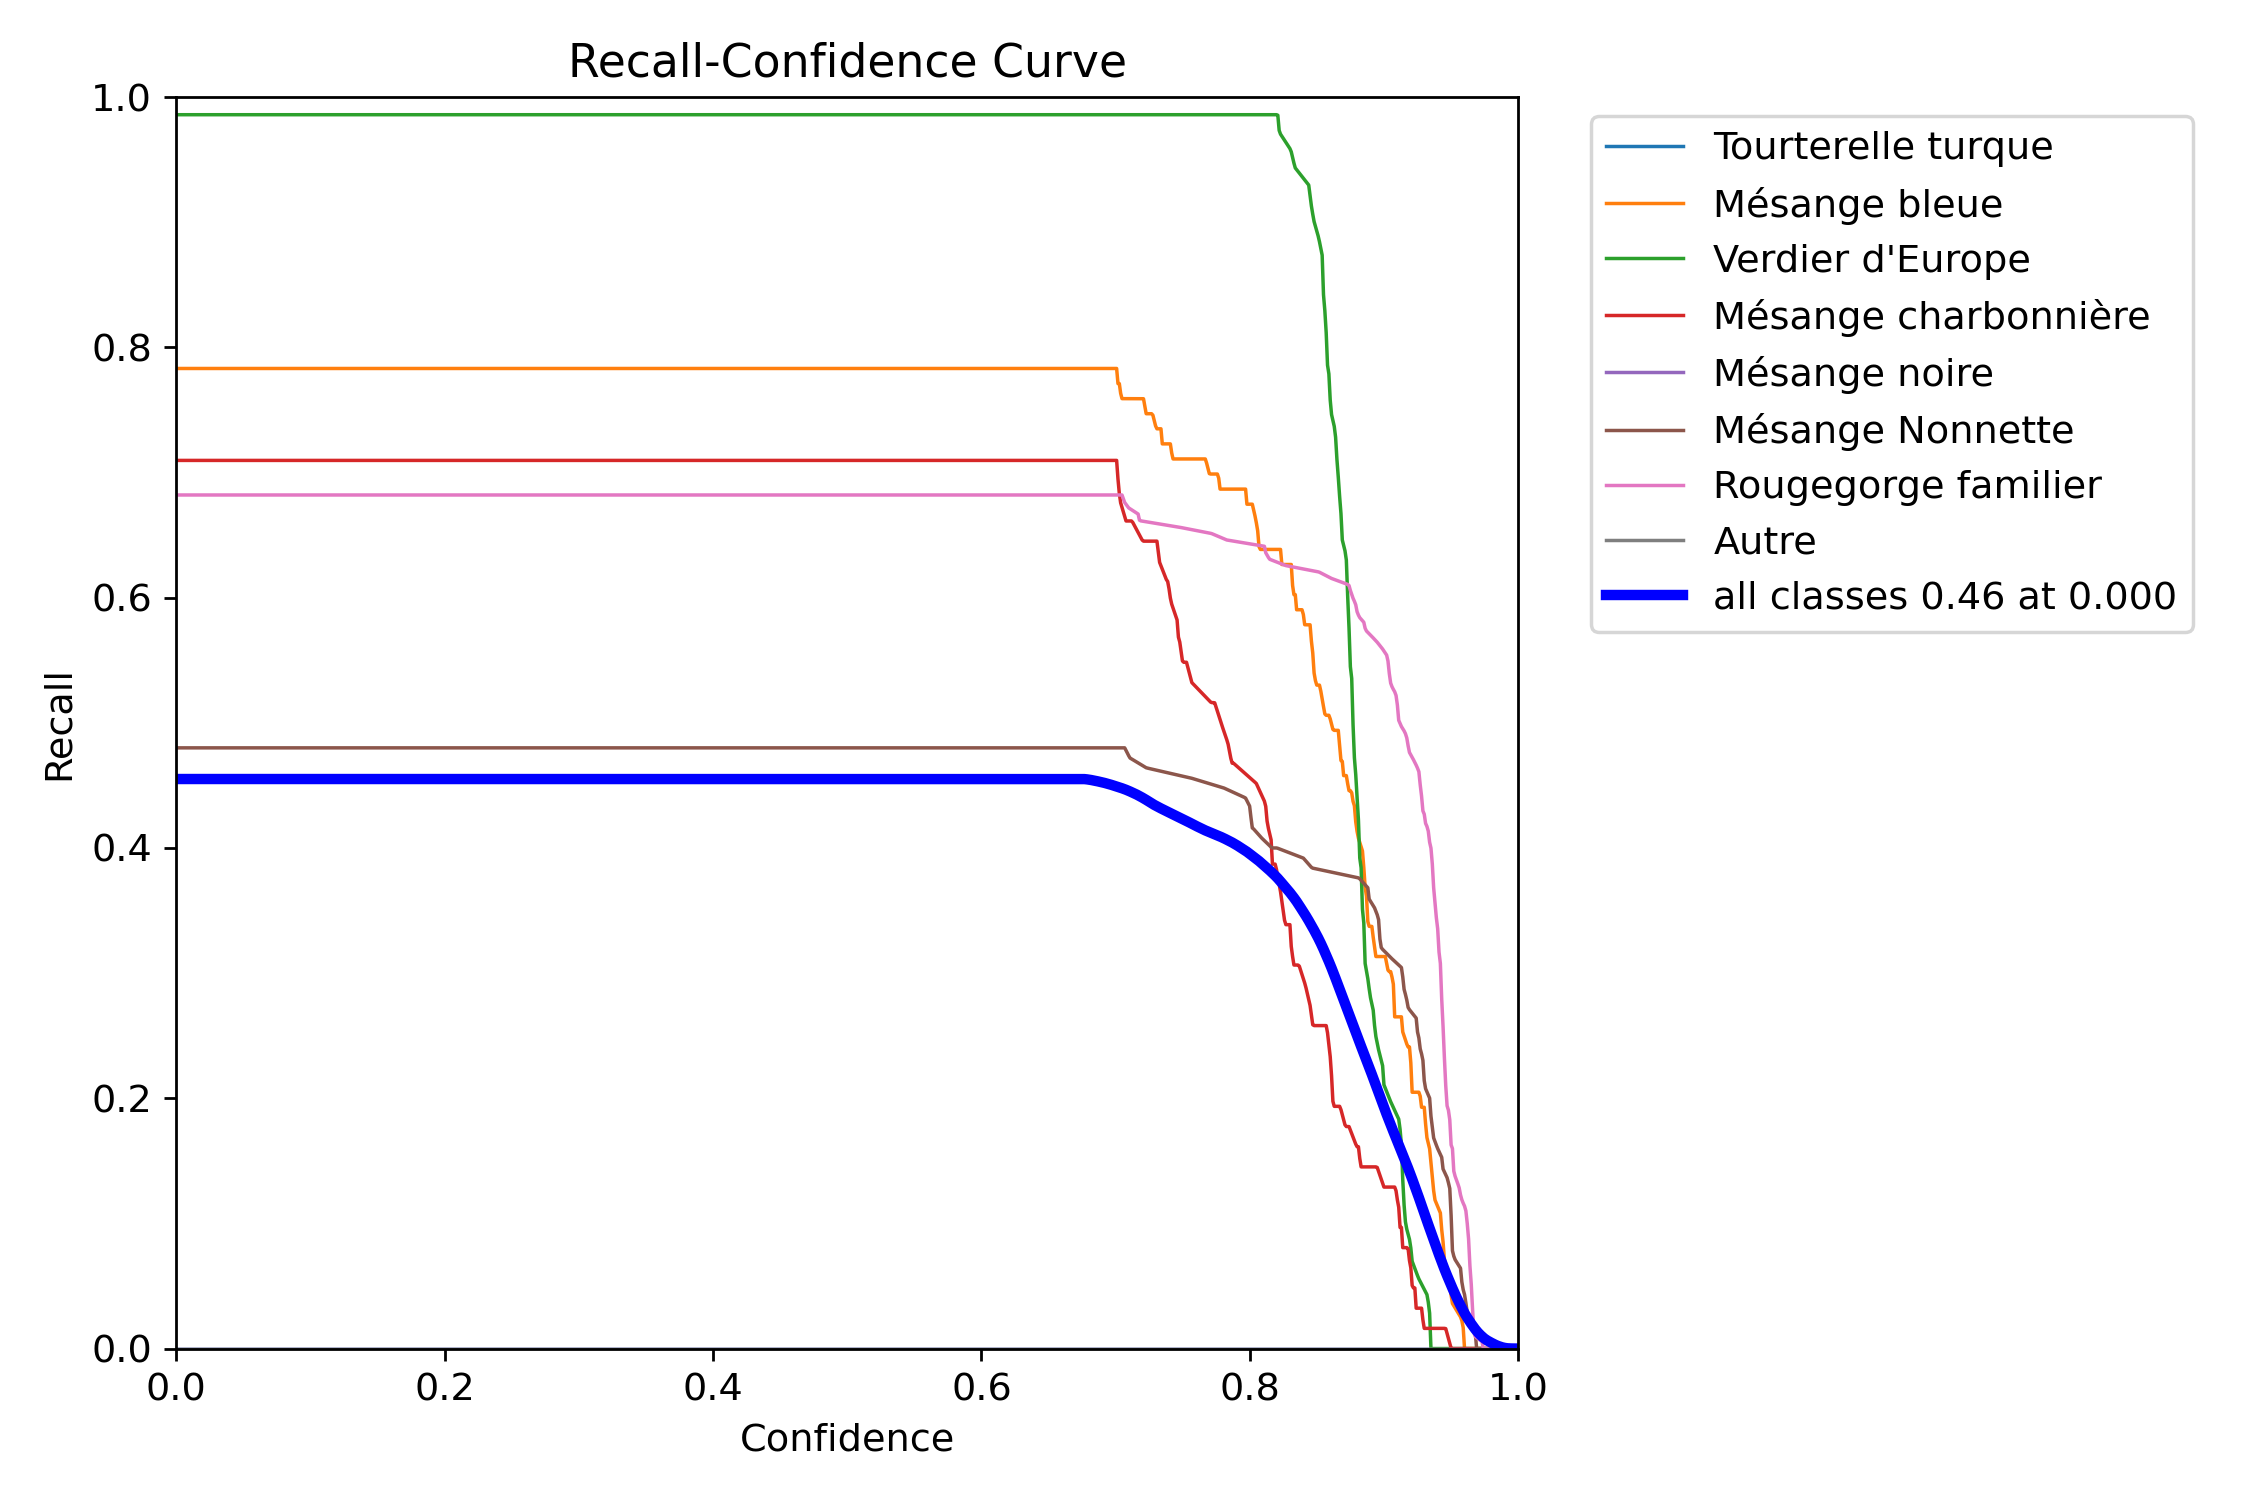 Recall-Confidence Curve
1.0
0.8
0.6
0.4
0.2
0.0
Recall
0.0 0.2 0.4 0.6 0.8 1.0
Confidence
Tourterelle turque
Mésange bleue
Verdier d'Europe
Mésange charbonnière
Mésange noire
Mésange Nonnette
Rougegorge familier
Autre
all classes 0.46 at 0.000